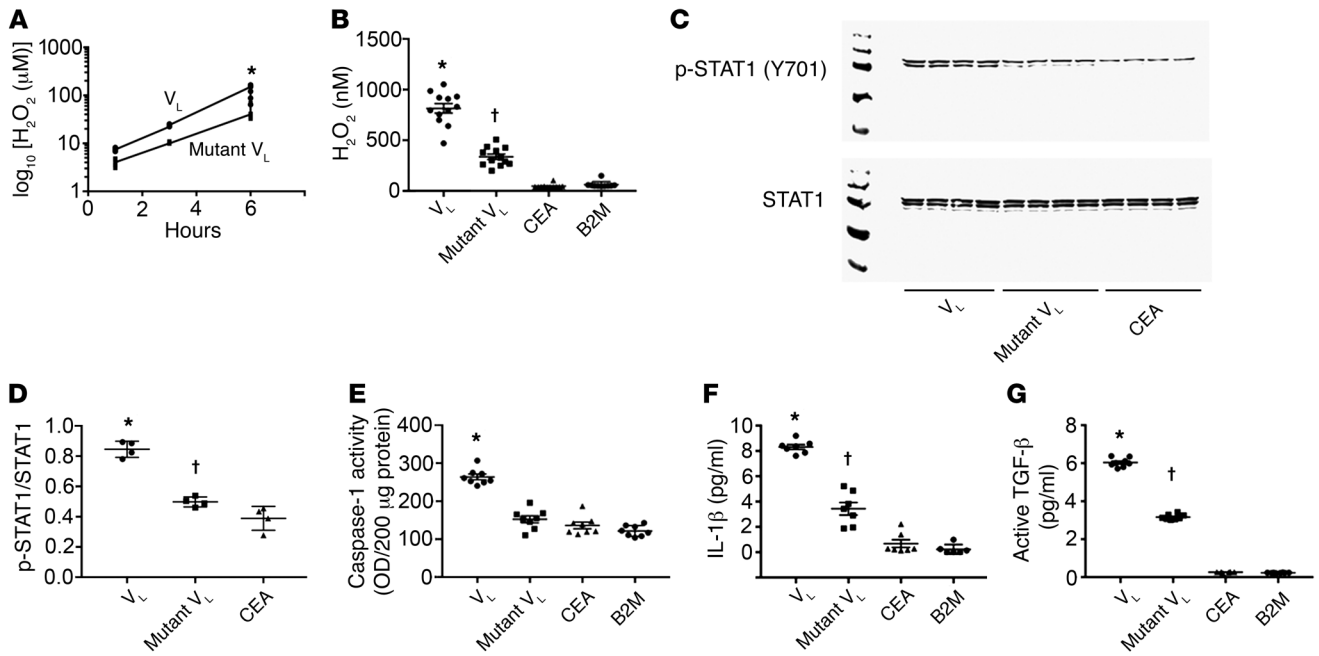 A
log₁₀ [H₂O₂ (μM)]
1000
100
10
1
0
2
4
6
8
Hours
V_L
Mutant V_L
*
B
H₂O₂ (nM)
1500
1000
500
0
*
†
V_L
Mutant V_L
CEA
B2M
C
p-STAT1 (Y701)
STAT1
V_L
Mutant V_L
CEA
D
p-STAT1/STAT1
1.0
0.8
0.6
0.4
0.2
0.0
*
†
V_L
Mutant V_L
CEA
E
Caspase-1 activity
(OD/200 μg protein)
400
300
200
100
0
*
V_L
Mutant V_L
CEA
B2M
F
IL-1β (pg/ml)
10
8
6
4
2
0
*
†
V_L
Mutant V_L
CEA
B2M
G
Active TGF-β
(pg/ml)
8
6
4
2
0
*
†
V_L
Mutant V_L
CEA
B2M